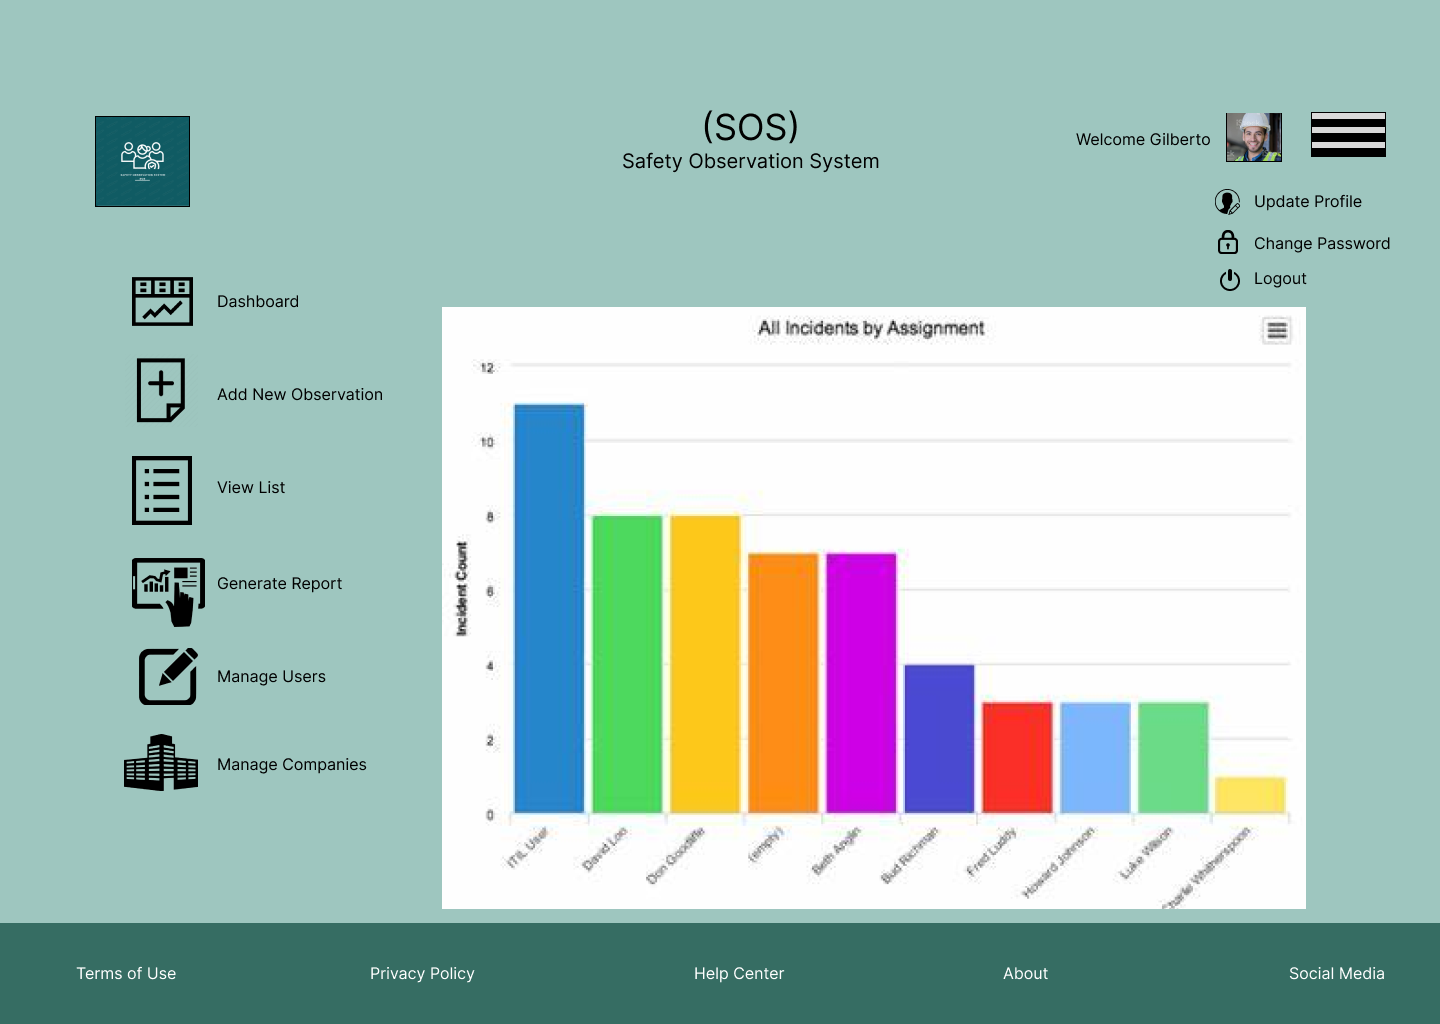 (SOS)
Safety Observation System
Welcome Gilberto
Update Profile
Change Password
Logout
Dashboard
Add New Observation
View List
Generate Report
Manage Users
Manage Companies
All Incidents by Assignment
Incident Count
12
10
8
6
4
2
0
ITIL User
David Loo
Don Goodliffe
(empty)
Beth Anglin
Bud Richman
Fred Luddy
Howard Johnson
Luke Wilson
Charlie Whitherspoon
Terms of Use
Privacy Policy
Help Center
About
Social Media